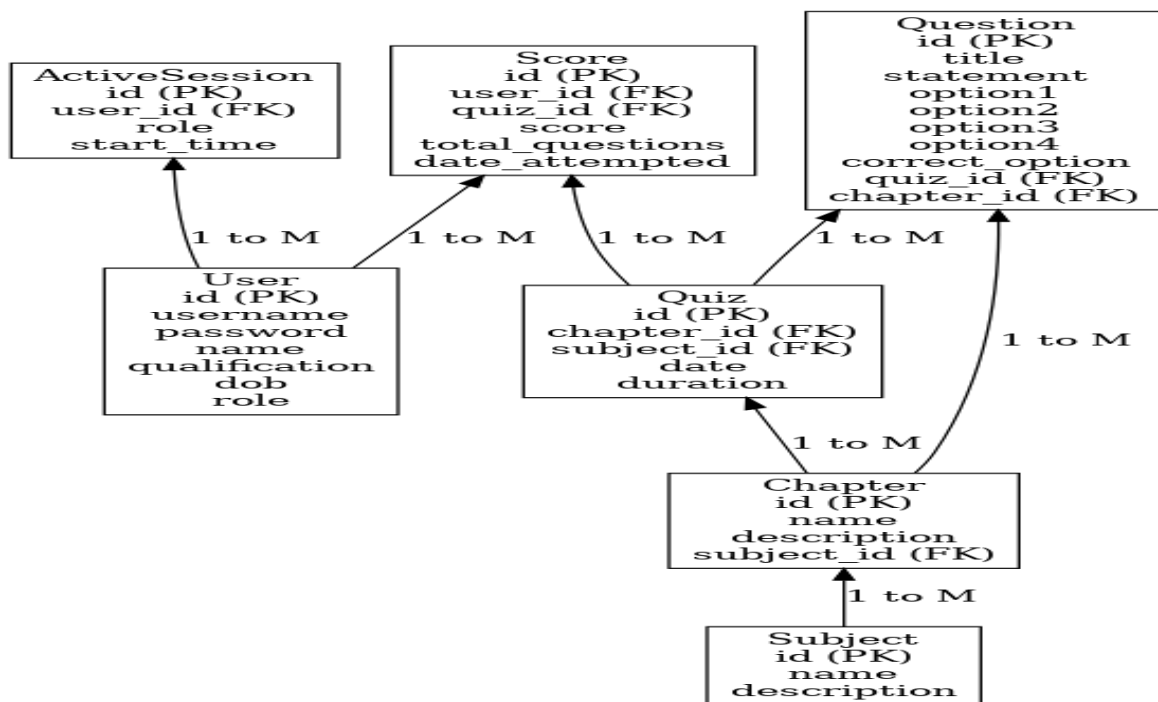 Question
id (PK)
title
statement
option1
option2
option3
option4
correct_option
quiz_id (FK)
chapter_id (FK)
Score
id (PK)
user_id (FK)
quiz_id (FK)
score
total_questions
date_attempted
ActiveSession
id (PK)
user_id (FK)
role
start_time
1 to M
1 to M
1 to M
1 to M
User
id (PK)
username
password
name
qualification
dob
role
Quiz
id (PK)
chapter_id (FK)
subject_id (FK)
date
duration
1 to M
1 to M
Chapter
id (PK)
name
description
subject_id (FK)
1 to M
Subject
id (PK)
name
description